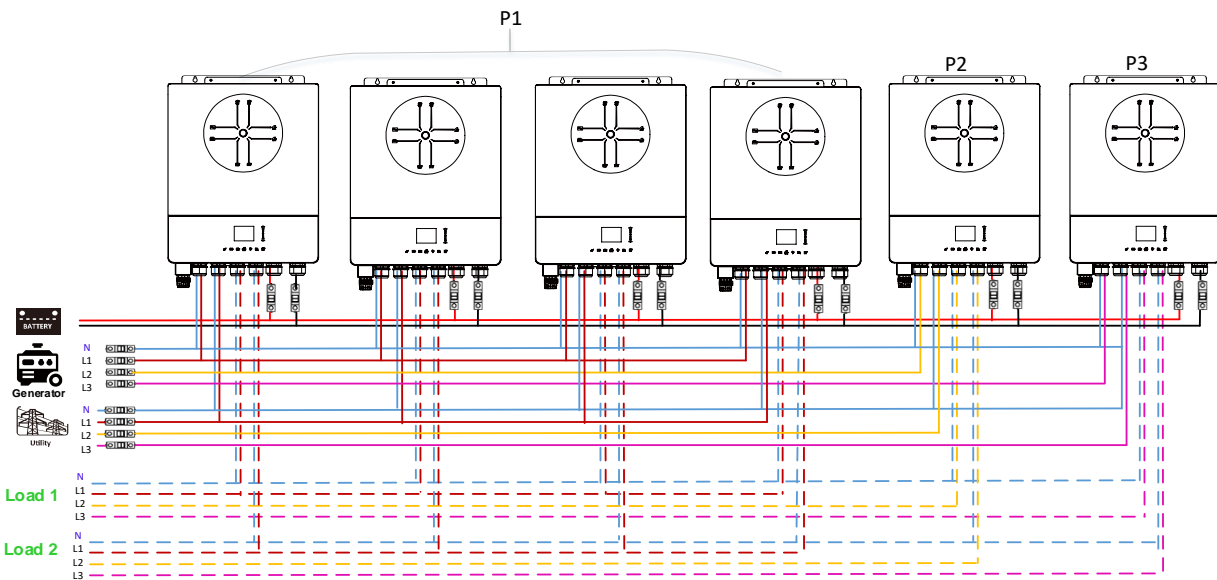 P1
P2
P3
BATTERY
N
L1
L2
L3
Generator
N
L1
L2
L3
Utility
Load 1
N
L1
L2
L3
Load 2
N
L1
L2
L3